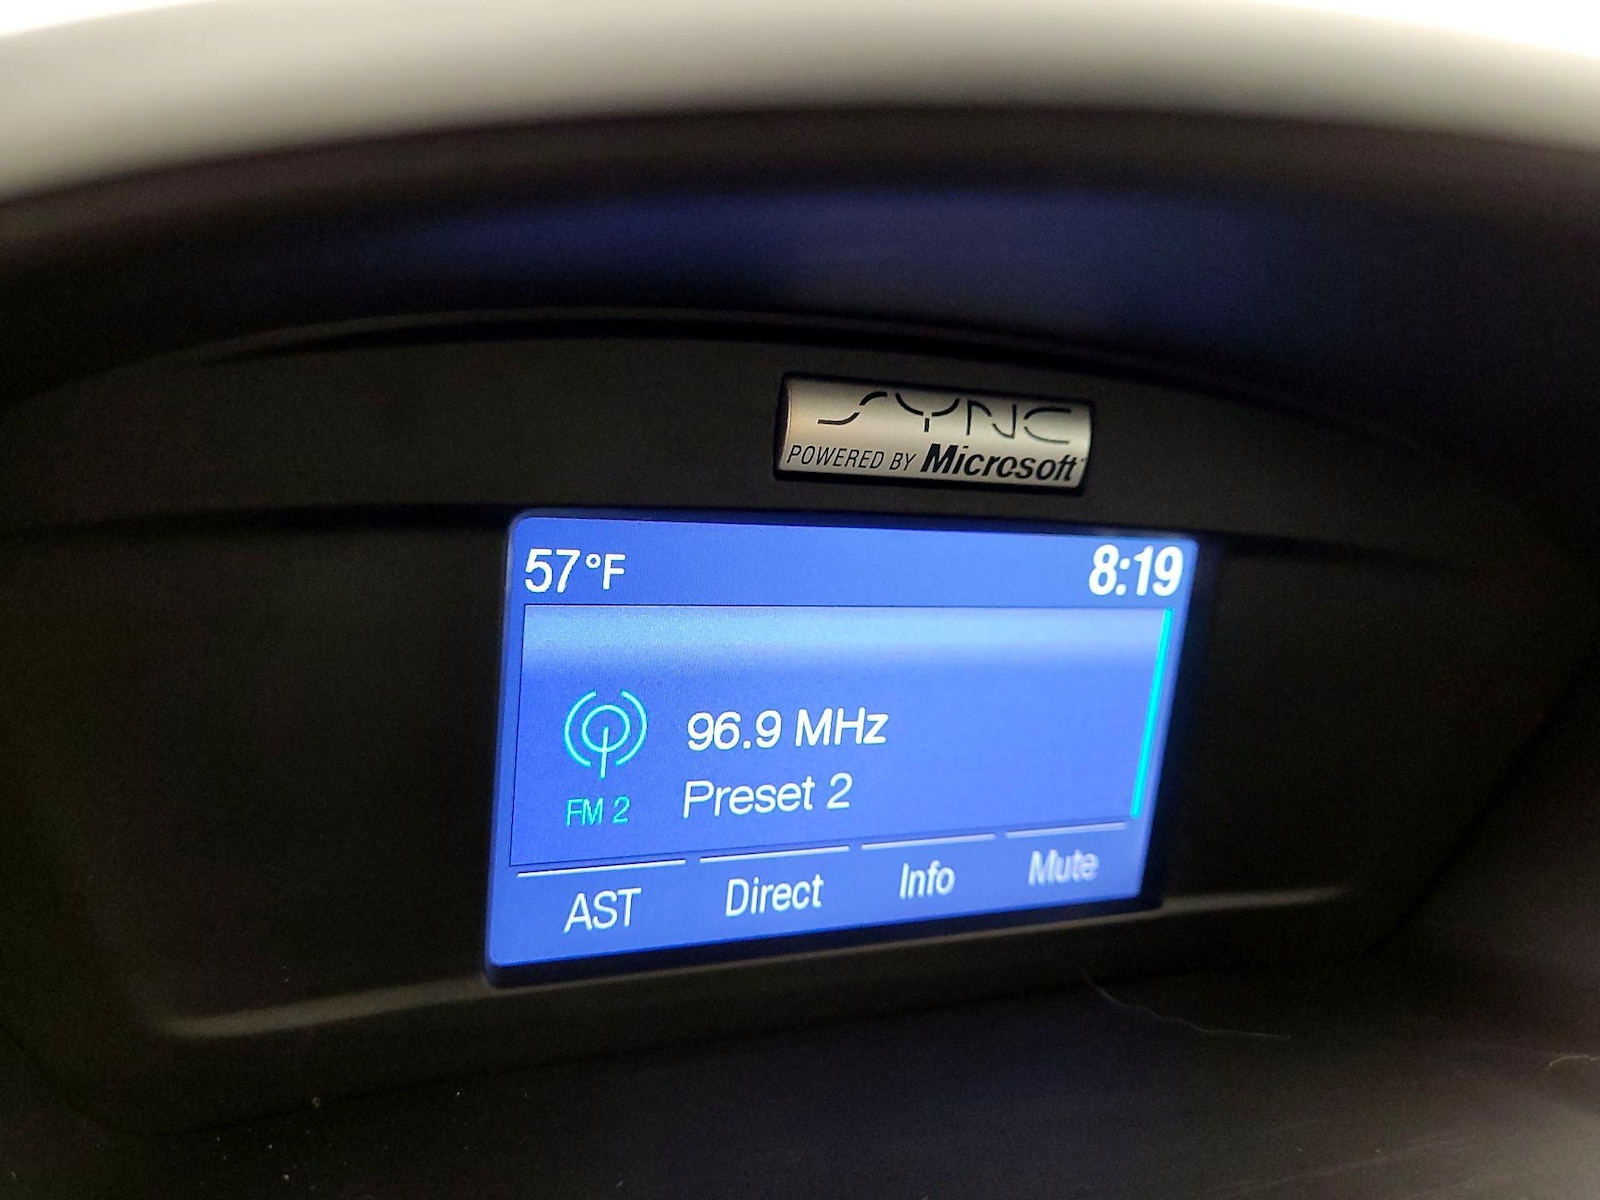 SYNC
POWERED BY Microsoft
57°F 8:19
96.9 MHz
Preset 2
FM 2
AST Direct Info Mute